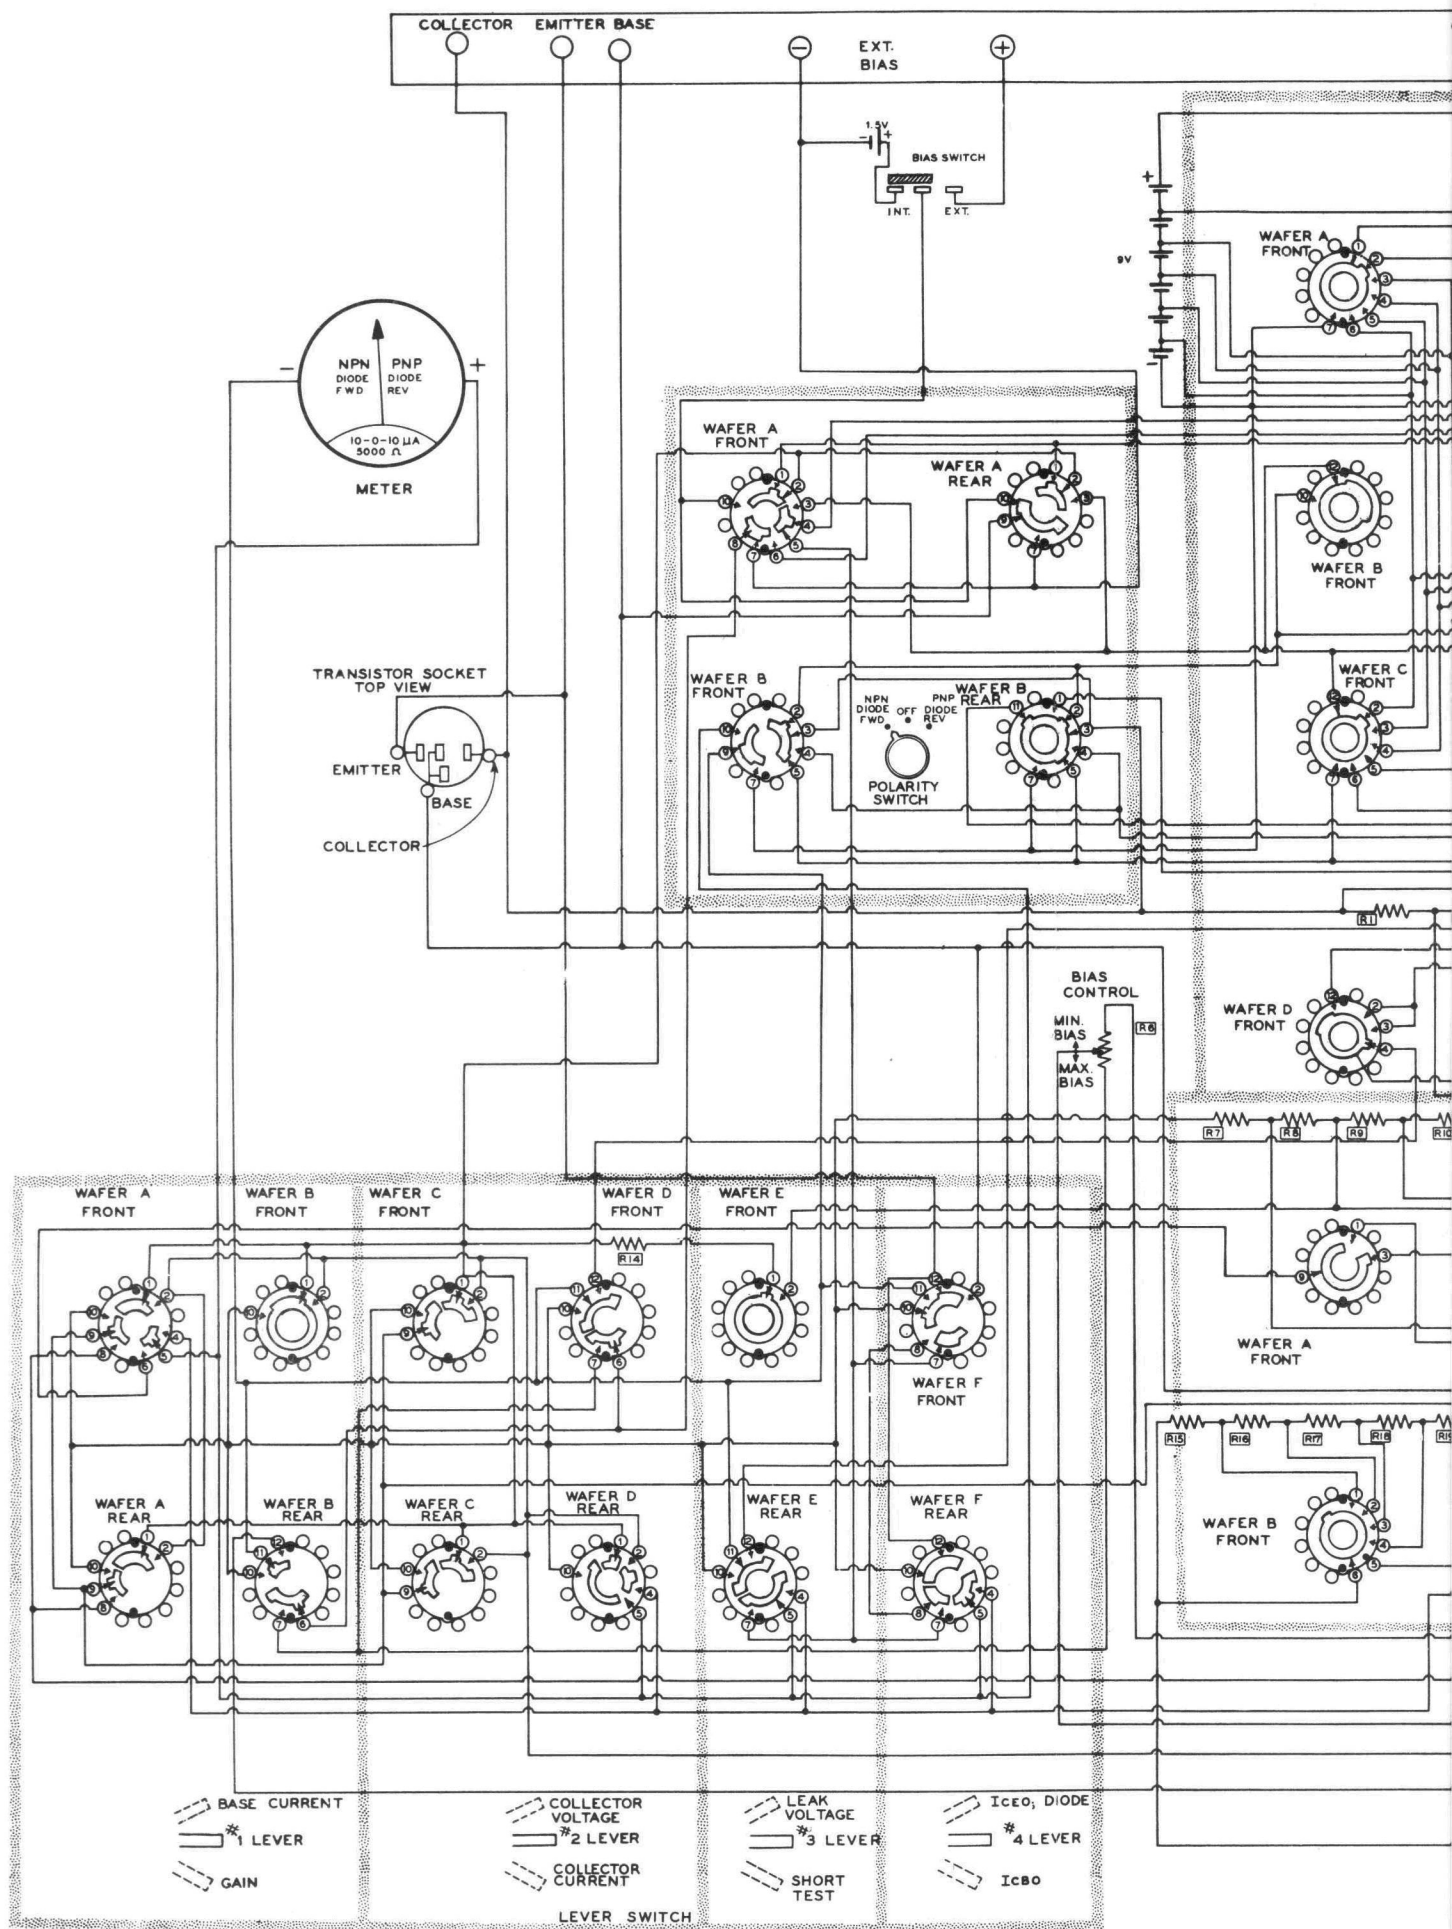 COLLECTOR EMITTER BASE
EXT.
BIAS
1.5V
BIAS SWITCH
INT. EXT.
9V
WAFER A
FRONT
NPN PNP
DIODE DIODE
FWD REV
10-0-10 µA
5000 Ω
METER
WAFER A
FRONT
WAFER A
REAR
WAFER B
FRONT
TRANSISTOR SOCKET
TOP VIEW
EMITTER
BASE
COLLECTOR
WAFER B
FRONT
NPN
DIODE
FWD
OFF
PNP
DIODE
REV
POLARITY
SWITCH
WAFER B
REAR
WAFER C
FRONT
R1
BIAS
CONTROL
MIN.
BIAS
MAX.
BIAS
R6
WAFER D
FRONT
R7 R8 R9 R10
WAFER A
FRONT
WAFER B
FRONT
WAFER C
FRONT
WAFER D
FRONT
WAFER E
FRONT
R14
WAFER F
FRONT
WAFER A
FRONT
R15 R16 R17 R18 R19
WAFER A
REAR
WAFER B
REAR
WAFER C
REAR
WAFER D
REAR
WAFER E
REAR
WAFER F
REAR
WAFER B
FRONT
BASE CURRENT
#1 LEVER
GAIN
COLLECTOR
VOLTAGE
#2 LEVER
COLLECTOR
CURRENT
LEAK
VOLTAGE
#3 LEVER
SHORT
TEST
ICEO, DIODE
#4 LEVER
ICBO
LEVER SWITCH